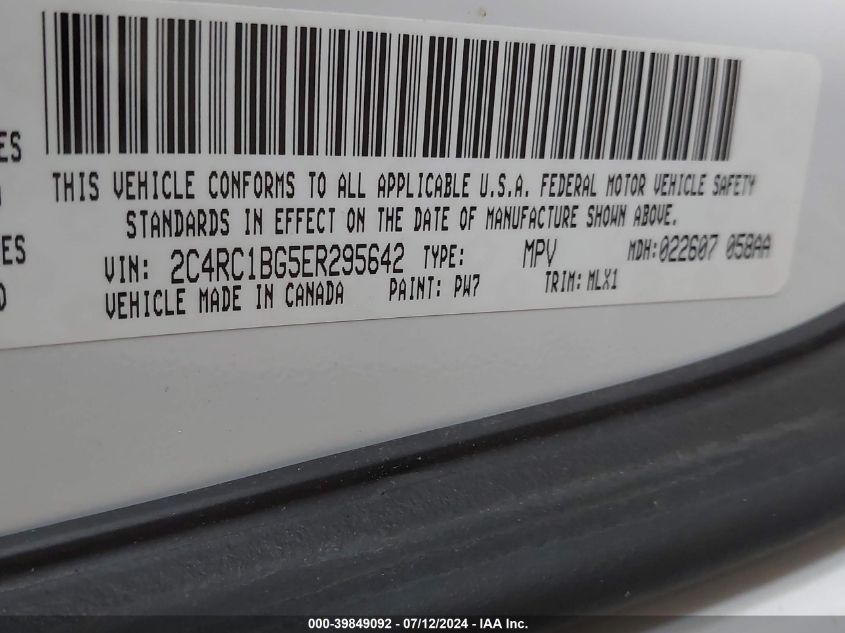 ES
THIS VEHICLE CONFORMS TO ALL APPLICABLE U.S.A. FEDERAL MOTOR VEHICLE SAFETY
STANDARDS IN EFFECT ON THE DATE OF MANUFACTURE SHOWN ABOVE.
ES
VIN: 2C4RC1BG5ER295642 TYPE: MPV MDH:022607 058AA
VEHICLE MADE IN CANADA PAINT: PW7 TRIM: MLX1
000-39849092 / 07/12/2024 - IAA Inc.